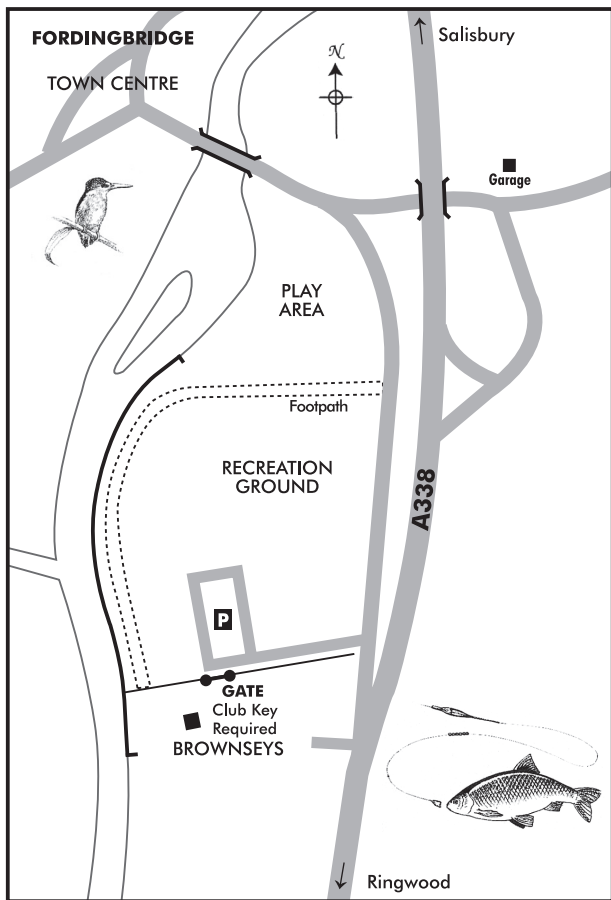 FORDINGBRIDGE
TOWN CENTRE
N
Salisbury
Garage
PLAY
AREA
Footpath
RECREATION
GROUND
A338
P
GATE
Club Key
Required
BROWNSEYS
Ringwood